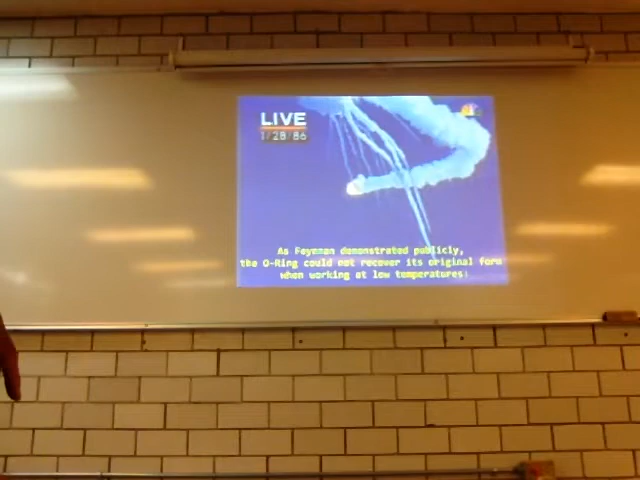 LIVE
1/28/86
As Feynman demonstrated publicly,
the O-Ring could not recover its original form
when working at low temperatures!